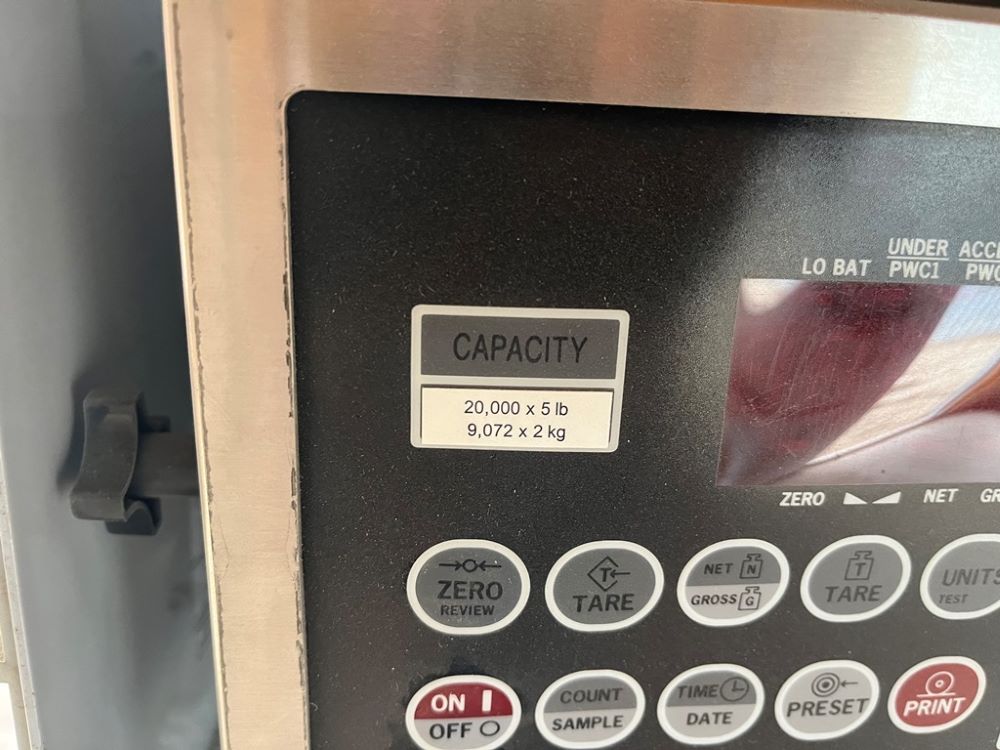 UNDER
LO BAT PWC1
CAPACITY
20,000 x 5 lb
9,072 x 2 kg
ZERO NET
ZERO
REVIEW
TARE
NET N
GROSS G
T
TARE
UNITS
TEST
ON I
OFF O
COUNT
SAMPLE
TIME
DATE
PRESET
PRINT